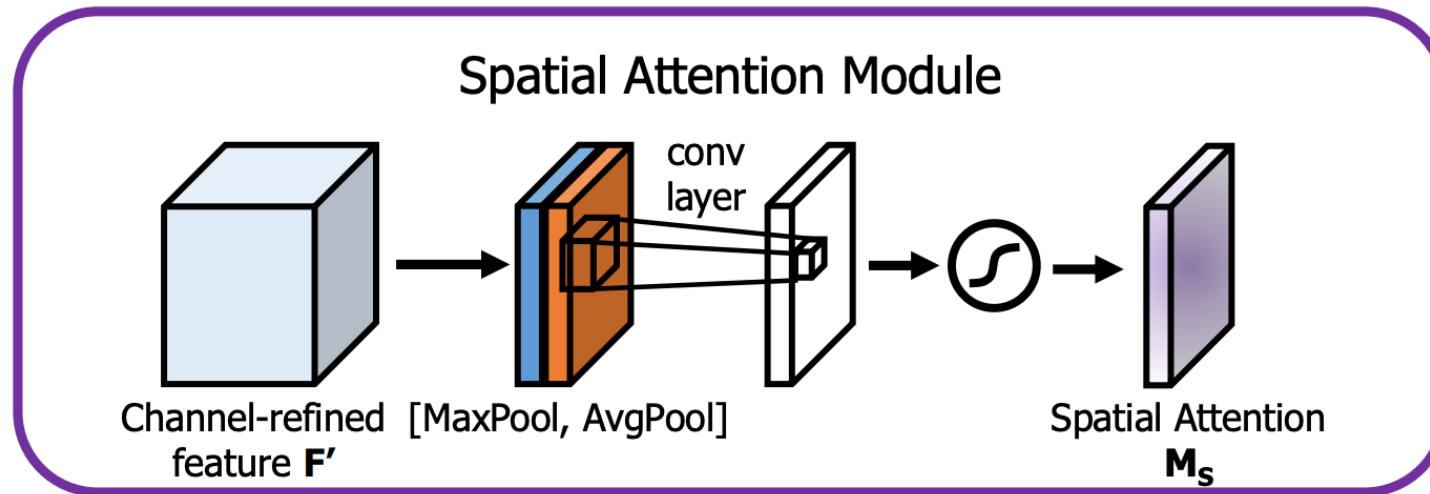 Spatial Attention Module
conv
layer
Channel-refined
feature F’
[MaxPool, AvgPool]
Spatial Attention
Mₛ